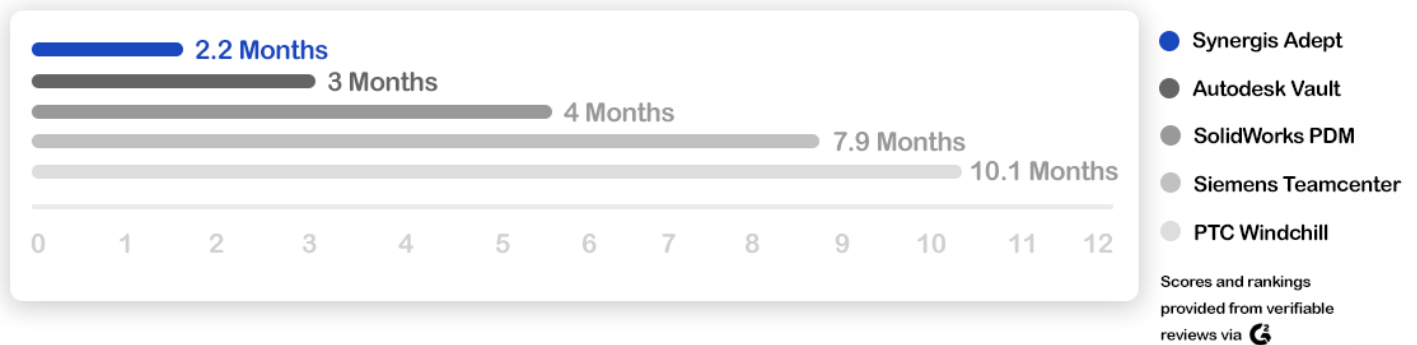 2.2 Months
3 Months
4 Months
7.9 Months
10.1 Months
0 1 2 3 4 5 6 7 8 9 10 11 12
Synergis Adept
Autodesk Vault
SolidWorks PDM
Siemens Teamcenter
PTC Windchill
Scores and rankings
provided from verifiable
reviews via G2